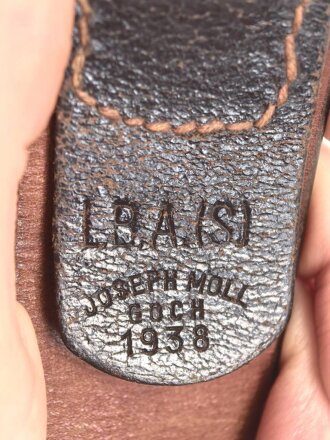 L.B.A.(S)
JOSEPH MOLL
GOCH
1938